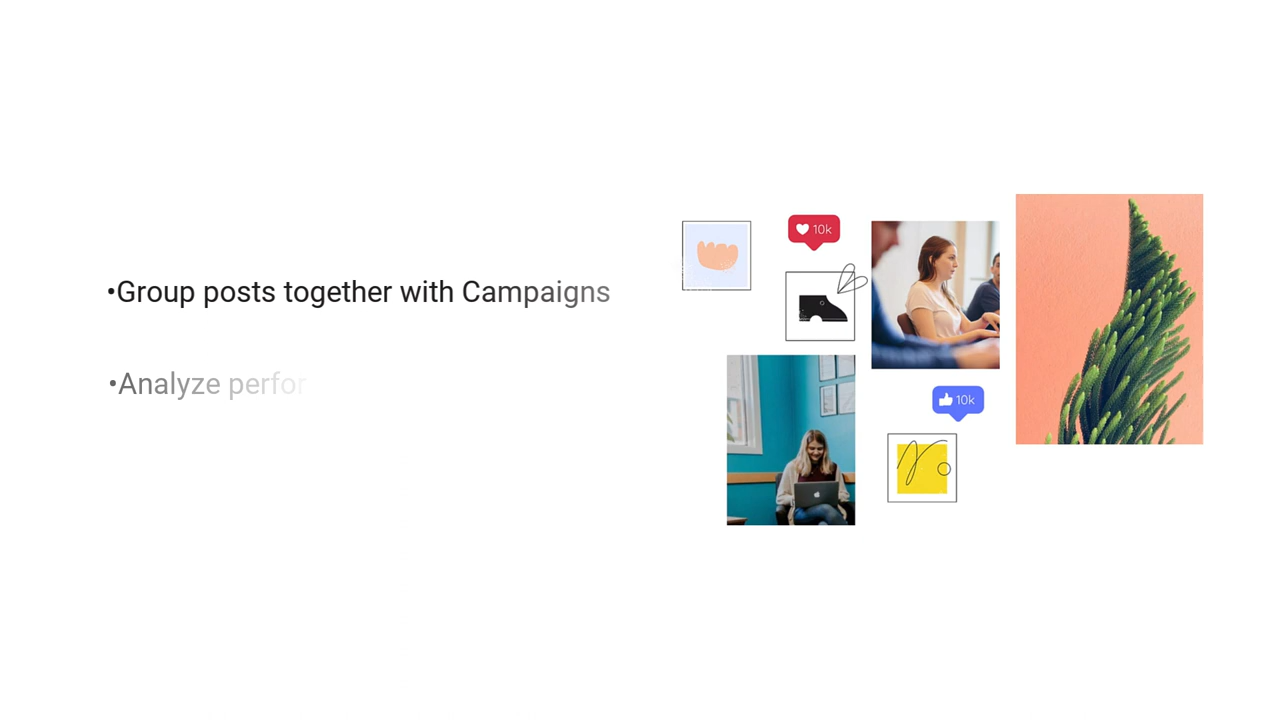 •Group posts together with Campaigns
•Analyze perfor
10k
10k